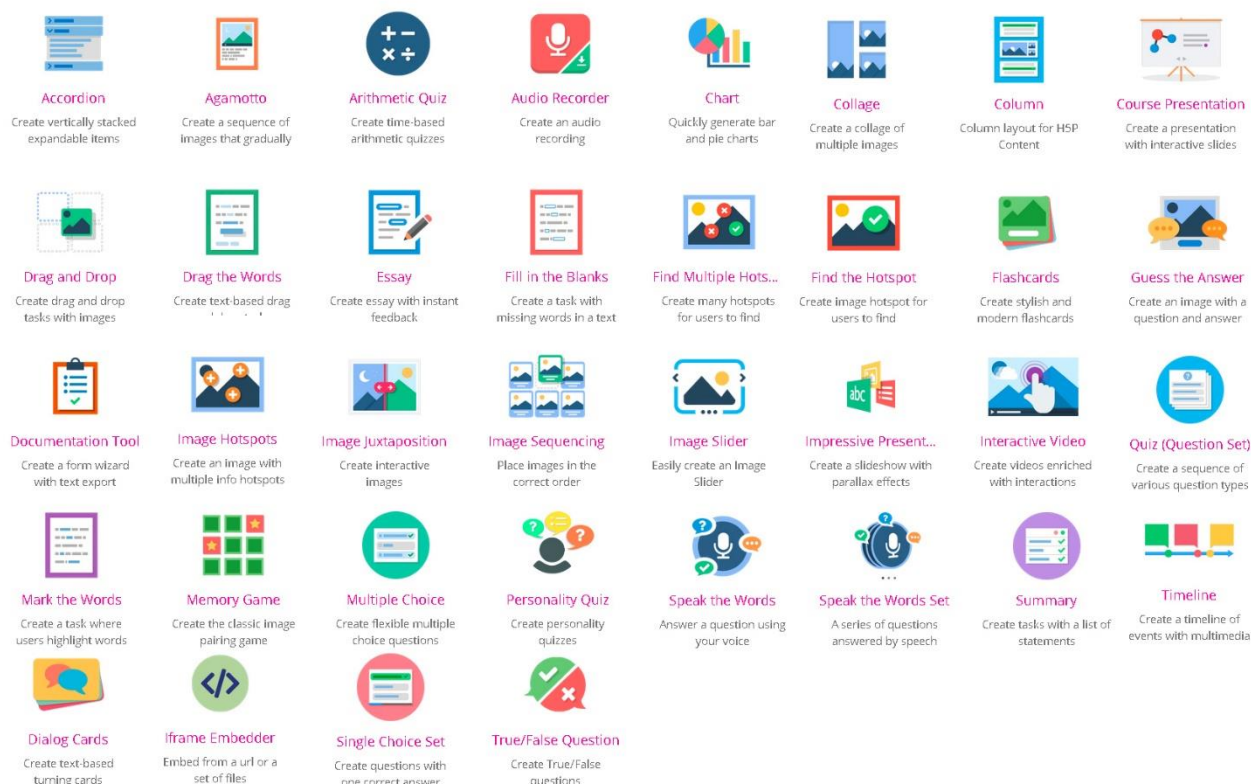 Accordion
Create vertically stacked
expandable items
Agamotto
Create a sequence of
images that gradually
Arithmetic Quiz
Create time-based
arithmetic quizzes
Audio Recorder
Create an audio
recording
Chart
Quickly generate bar
and pie charts
Collage
Create a collage of
multiple images
Column
Column layout for H5P
Content
Course Presentation
Create a presentation
with interactive slides
Drag and Drop
Create drag and drop
tasks with images
Drag the Words
Create text-based drag
Essay
Create essay with instant
feedback
Fill in the Blanks
Create a task with
missing words in a text
Find Multiple Hots...
Create many hotspots
for users to find
Find the Hotspot
Create image hotspot for
users to find
Flashcards
Create stylish and
modern flashcards
Guess the Answer
Create an image with a
question and answer
Documentation Tool
Create a form wizard
with text export
Image Hotspots
Create an image with
multiple info hotspots
Image Juxtaposition
Create interactive
images
Image Sequencing
Place images in the
correct order
Image Slider
Easily create an Image
Slider
abc
Impressive Present...
Create a slideshow with
parallax effects
Interactive Video
Create videos enriched
with interactions
Quiz (Question Set)
Create a sequence of
various question types
Mark the Words
Create a task where
users highlight words
Memory Game
Create the classic image
pairing game
Multiple Choice
Create flexible multiple
choice questions
Personality Quiz
Create personality
quizzes
Speak the Words
Answer a question using
your voice
Speak the Words Set
A series of questions
answered by speech
Summary
Create tasks with a list of
statements
Timeline
Create a timeline of
events with multimedia
Dialog Cards
Create text-based
turning cards
Iframe Embedder
Embed from a url or a
set of files
Single Choice Set
Create questions with
one correct answer
True/False Question
Create True/False
questions